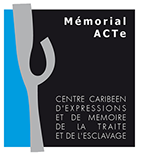 Mémorial
ACTe
CENTRE CARIBEEN
D'EXPRESSIONS
ET DE MEMOIRE
DE LA TRAITE
ET DE L'ESCLAVAGE